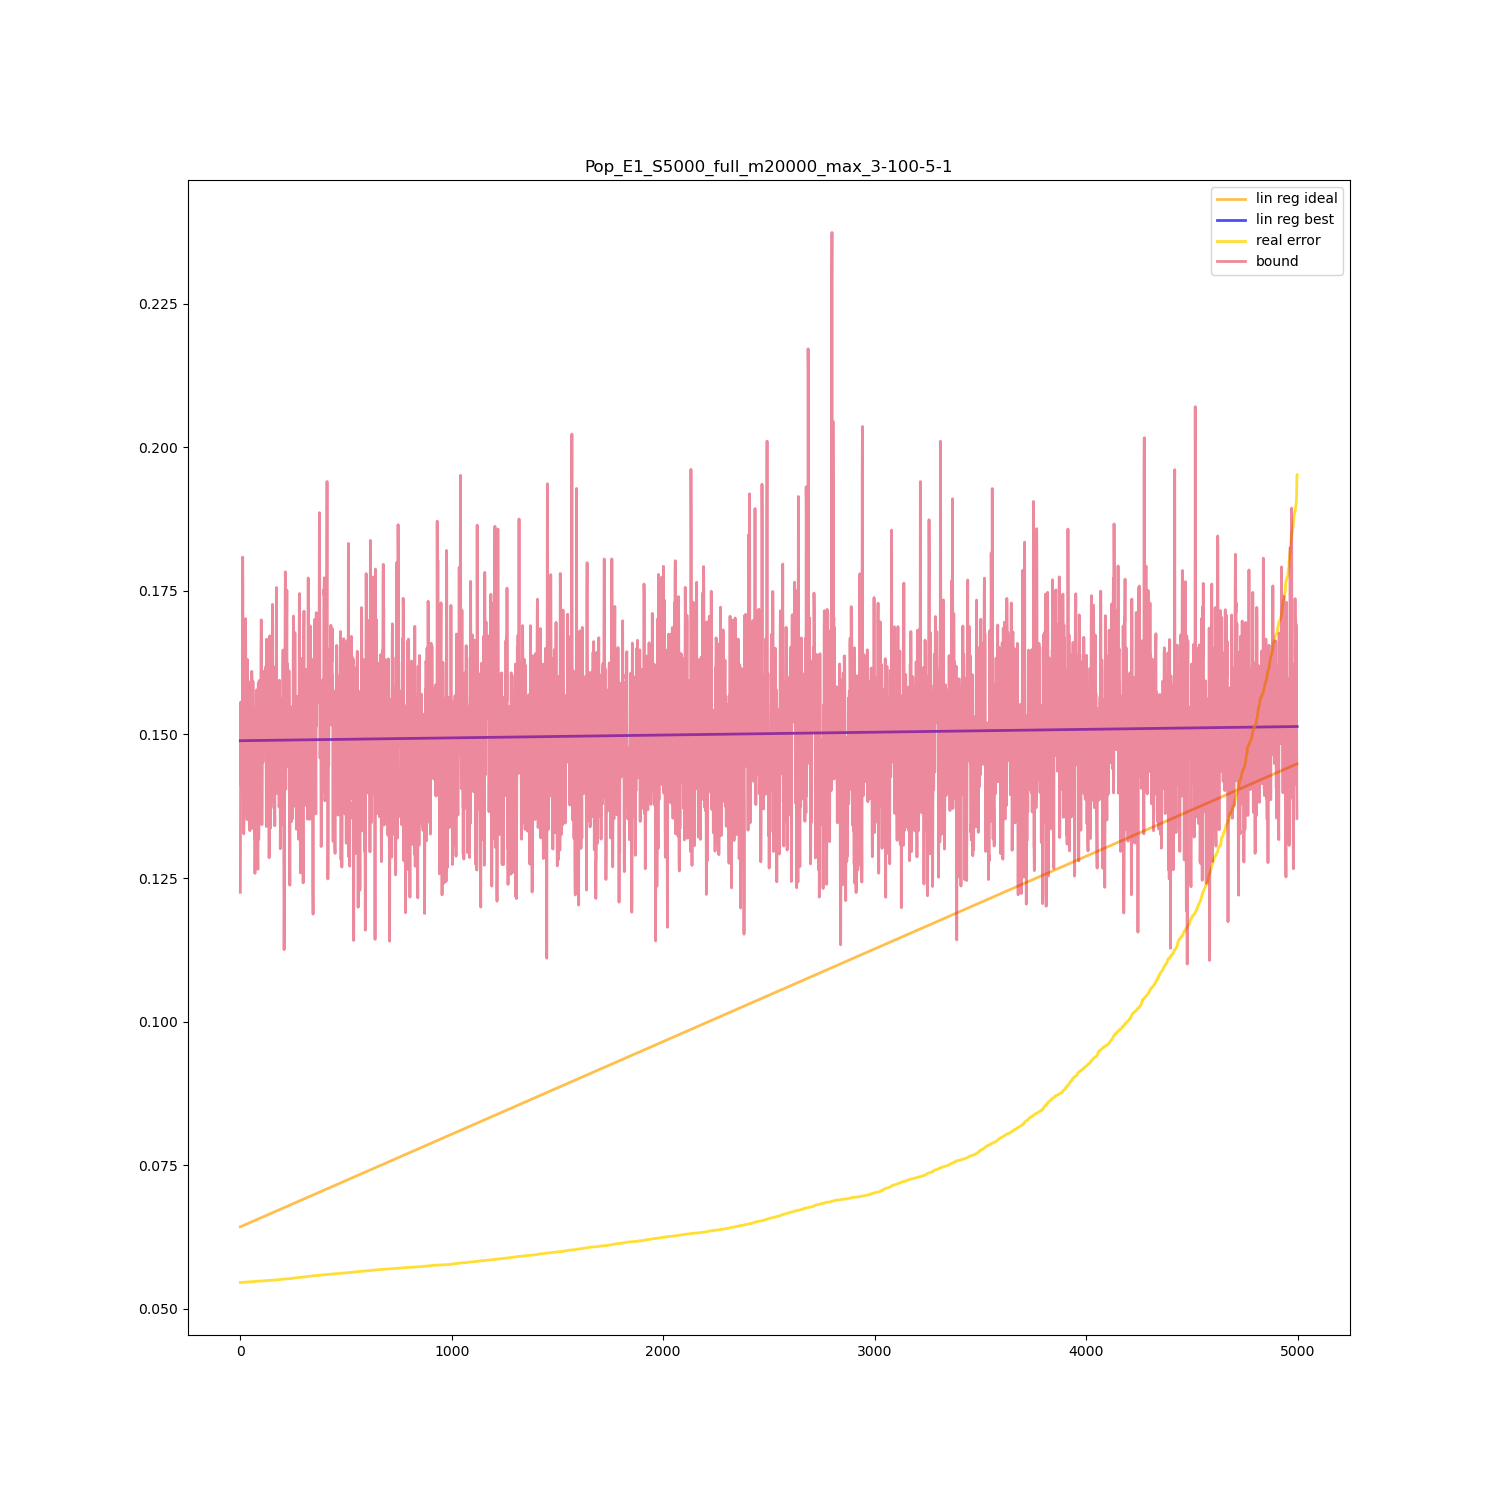 Pop_E1_S5000_full_m20000_max_3-100-5-1
lin reg ideal
lin reg best
real error
bound
0.225
0.200
0.175
0.150
0.125
0.100
0.075
0.050
0 1000 2000 3000 4000 5000